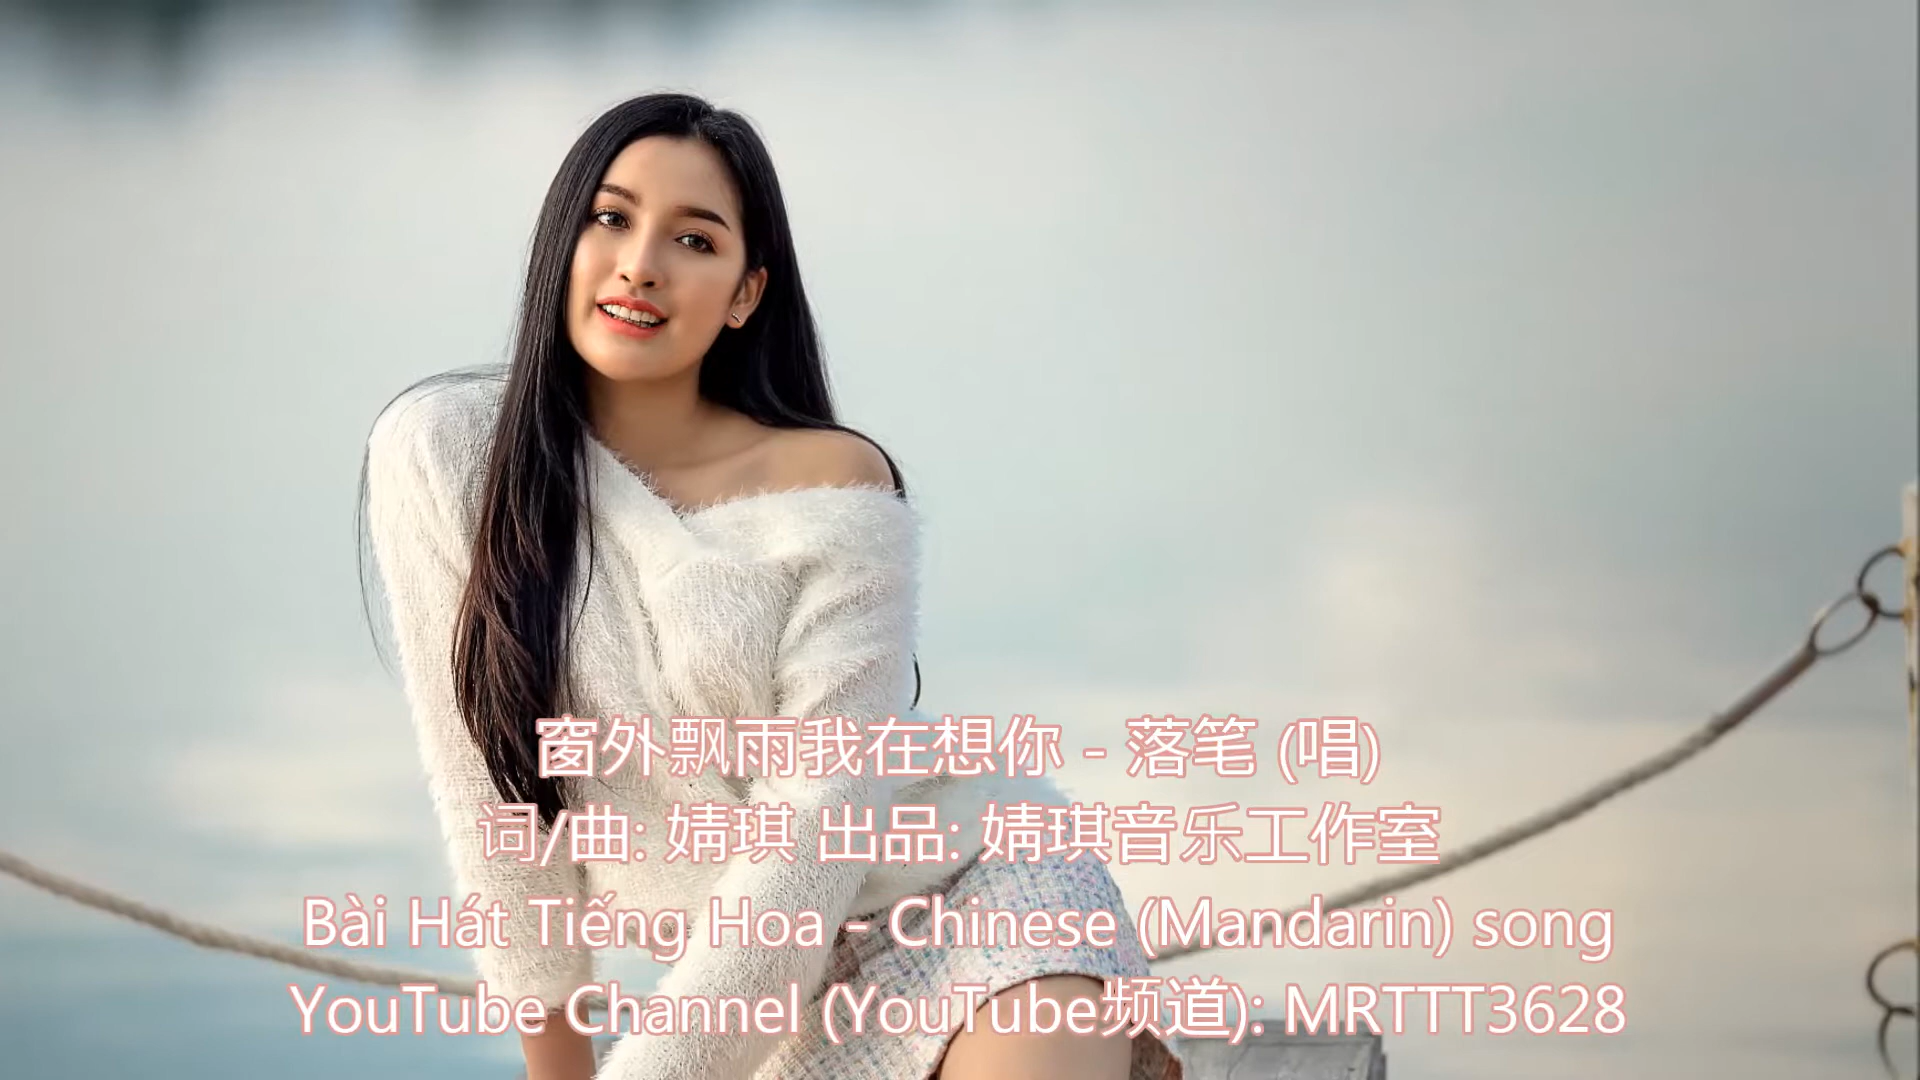 窗外飘雨我在想你 - 落笔 (唱)
词/曲: 婧琪 出品: 婧琪音乐工作室
Bài Hát Tiếng Hoa - Chinese (Mandarin) song
YouTube Channel (YouTube频道): MRTTT3628